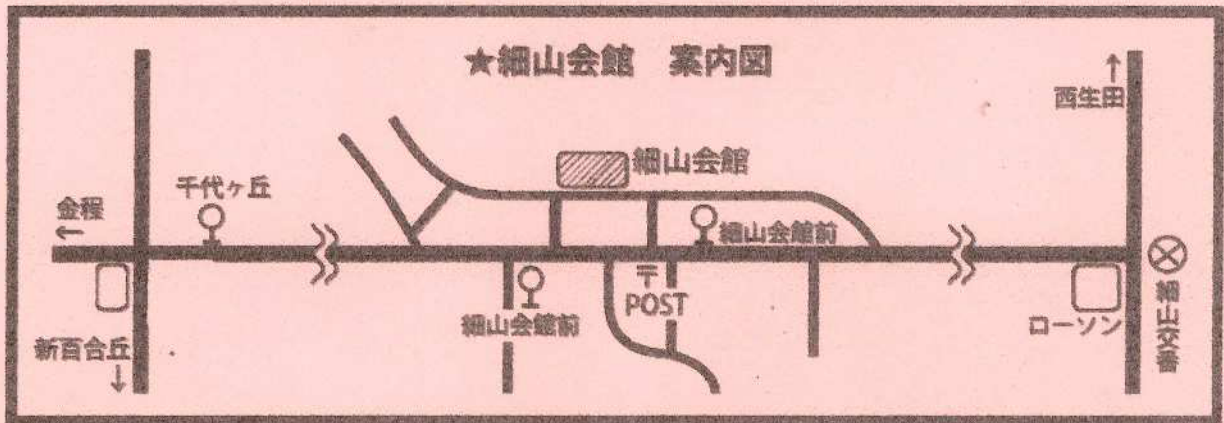 ★細山会館 案内図
↑
西生田
千代ヶ丘
細山会館
金程
←
細山会館前
〒
POST
細山会館前
ローソン
細山交番
新百合丘
↓